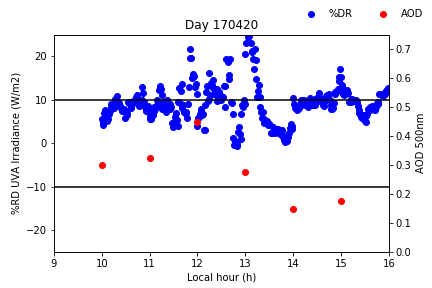 %DR AOD
Day 170420
%RD UVA Irradiance (W/m2)
20
10
0
−10
−20
0.7
0.6
0.5
0.4
0.3
0.2
0.1
0.0
AOD 500nm
9 10 11 12 13 14 15 16
Local hour (h)